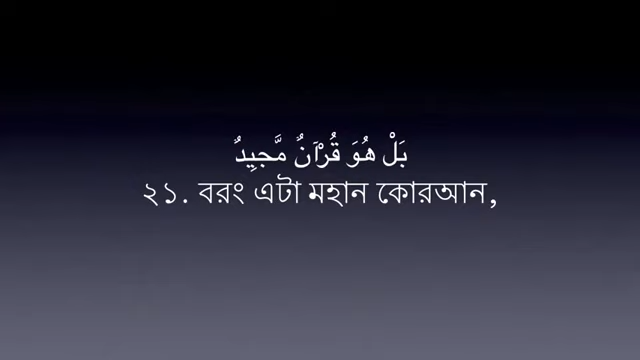 بَلْ هُوَ قُرْآنٌ مَّجِيدٌ
২১. বরং এটা মহান কোরআন,